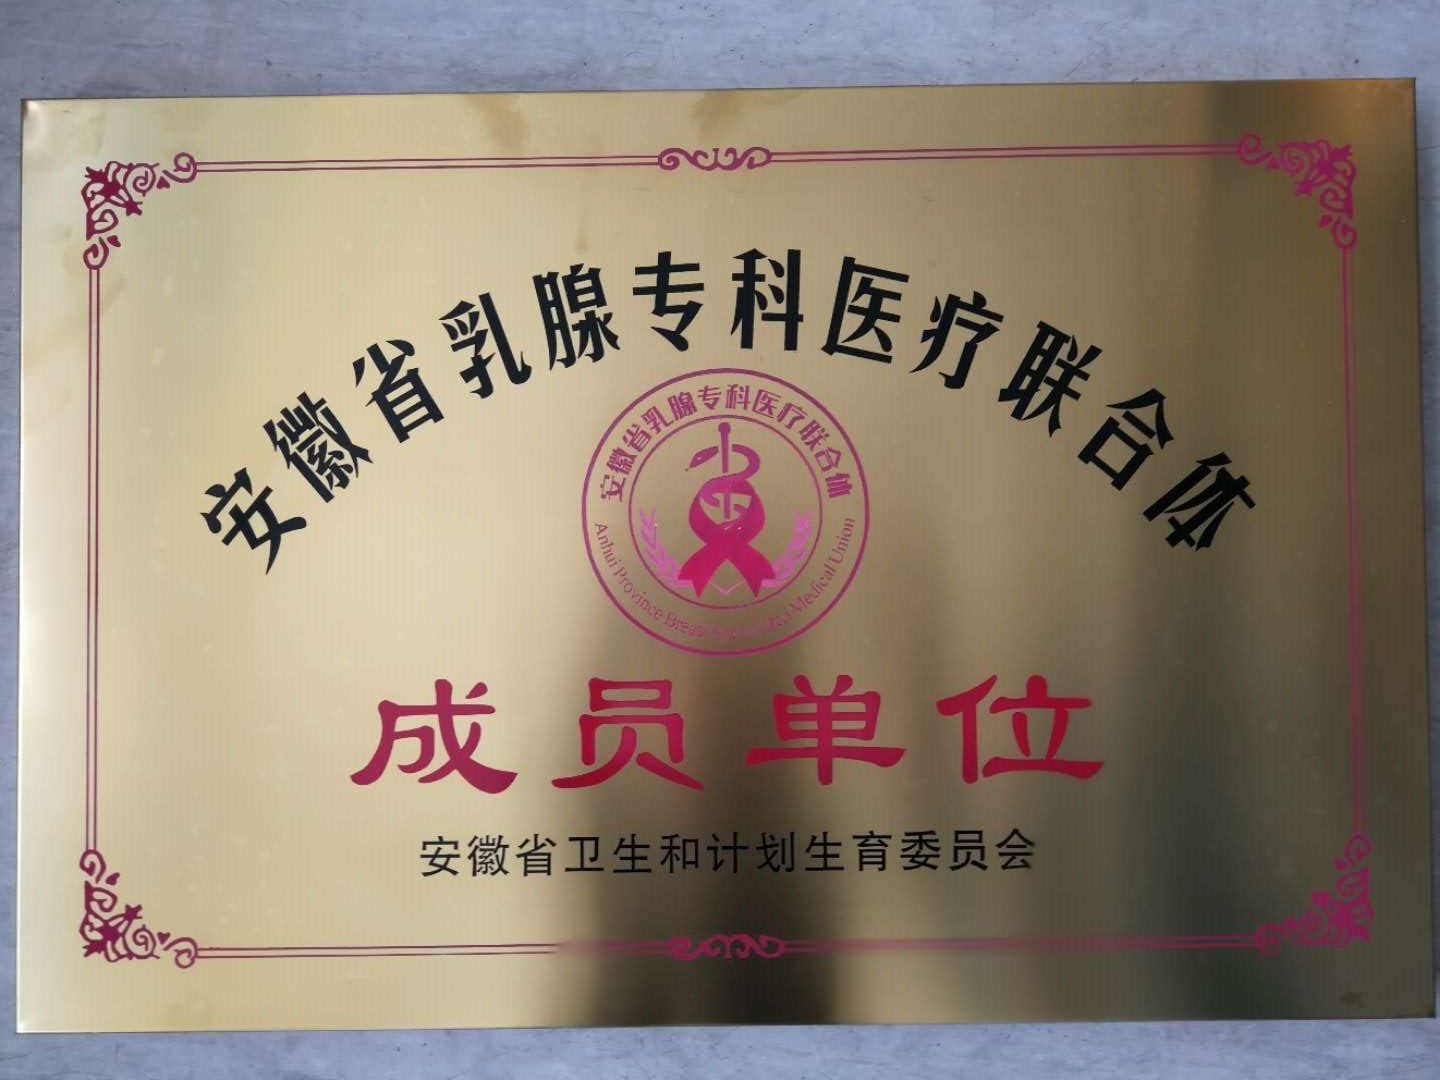 安徽省乳腺专科医疗联合体
安徽省乳腺专科医疗联合体
Anhui Province Breast Medical Union
成员单位
安徽省卫生和计划生育委员会